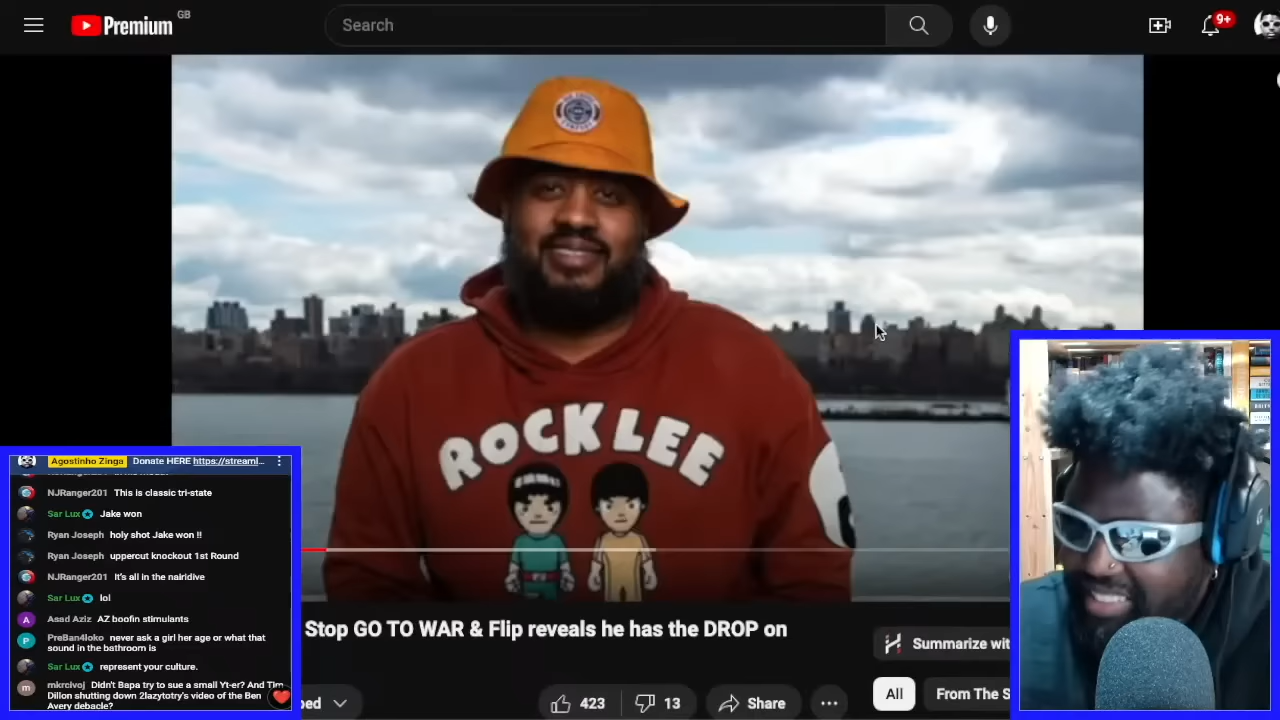 Premium
GB
Search
9+
ROCK LEE
Agostinho Zinga Donate HERE https://streaml...
NJRanger201 This is classic tri-state
Sar Lux Jake won
Ryan Joseph holy shot Jake won !!
Ryan Joseph uppercut knockout 1st Round
NJRanger201 It's all in the nairidive
Sar Lux lol
A Asad Aziz AZ boofin stimulants
P PreBan4loko never ask a girl her age or what that
sound in the bathroom is
Sar Lux represent your culture.
m mkrcivoj Didn't Bapa try to sue a small Yt-er? And Tim
Dillon shutting down 2lazytotry's video of the Ben
Avery debacle?
Stop GO TO WAR & Flip reveals he has the DROP on
Summarize wit
bed
423
13
Share
All
From The S